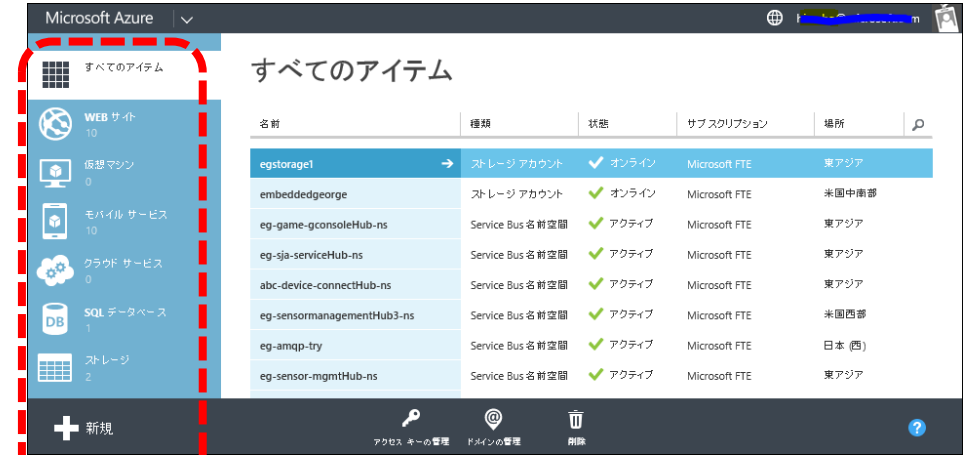 Microsoft Azure
すべてのアイテム
WEB サイト
10
仮想マシン
0
モバイル サービス
10
クラウド サービス
0
DB
SQL データベース
1
ストレージ
2
新規
すべてのアイテム
名前 種類 状態 サブスクリプション 場所
egstorage1 ストレージ アカウント オンライン Microsoft FTE 東アジア
embeddedgeorge ストレージ アカウント オンライン Microsoft FTE 米国中南部
eg-game-gconsoleHub-ns Service Bus 名前空間 アクティブ Microsoft FTE 東アジア
eg-sja-serviceHub-ns Service Bus 名前空間 アクティブ Microsoft FTE 東アジア
abc-device-connectHub-ns Service Bus 名前空間 アクティブ Microsoft FTE 東アジア
eg-sensormanagementHub3-ns Service Bus 名前空間 アクティブ Microsoft FTE 米国西部
eg-amqp-try Service Bus 名前空間 アクティブ Microsoft FTE 日本 (西)
eg-sensor-mgmtHub-ns Service Bus 名前空間 アクティブ Microsoft FTE 東アジア
アクセス キーの管理 ドメインの管理 削除
?